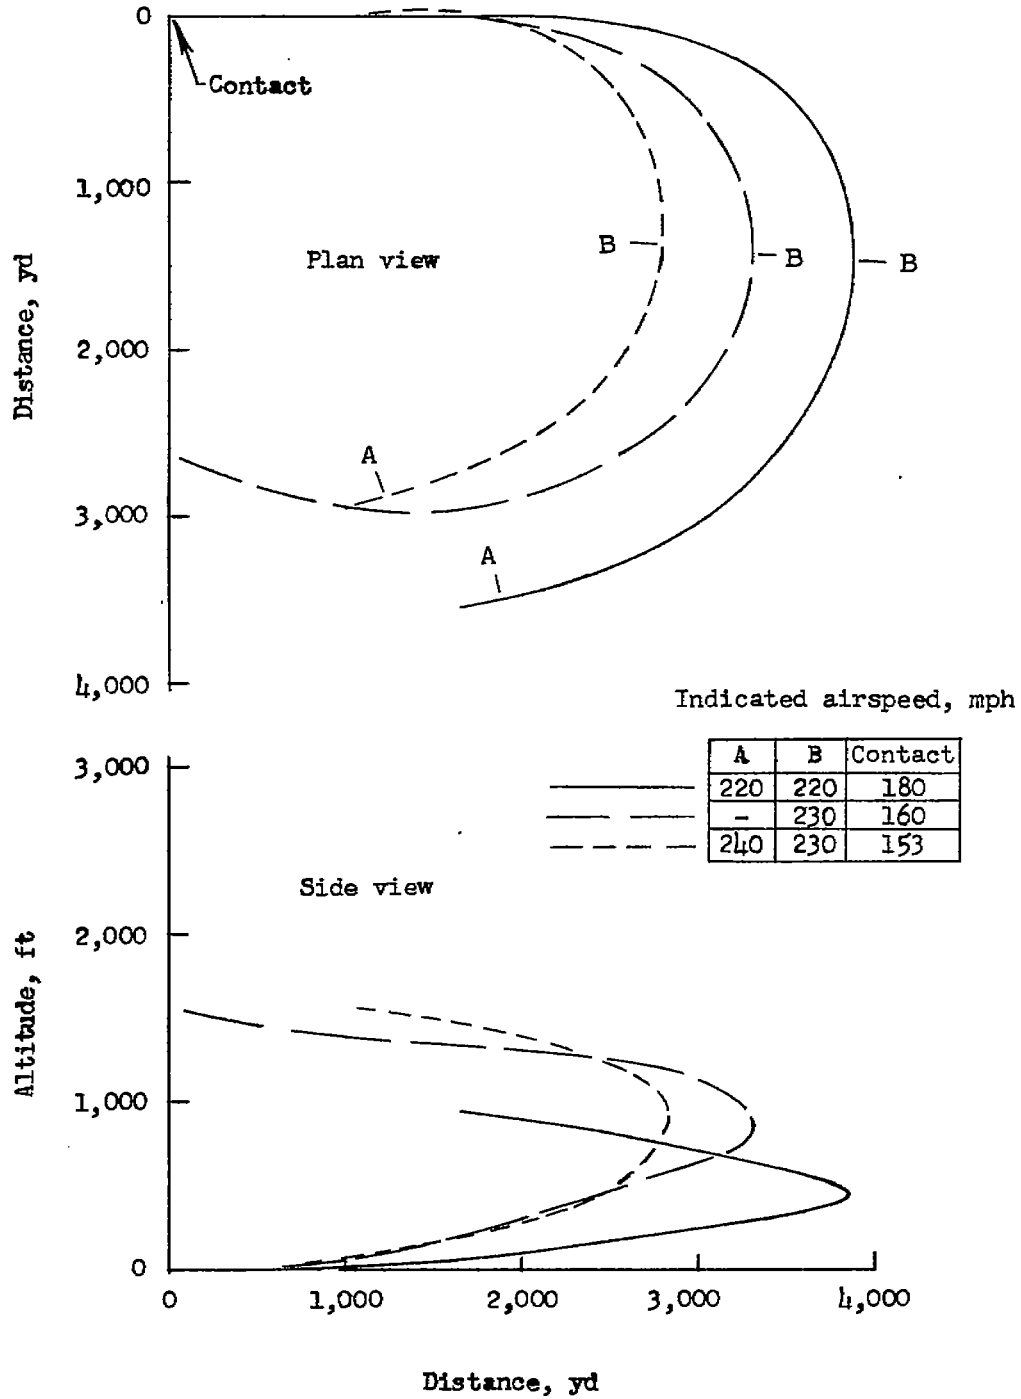 0
Contact
1,000
B
B
B
Plan view
Distance, yd
2,000
A
3,000
A
4,000
Indicated airspeed, mph
A B Contact
220 220 180
- 230 160
240 230 153
3,000
Side view
2,000
Altitude, ft
1,000
0
0 1,000 2,000 3,000 4,000
Distance, yd